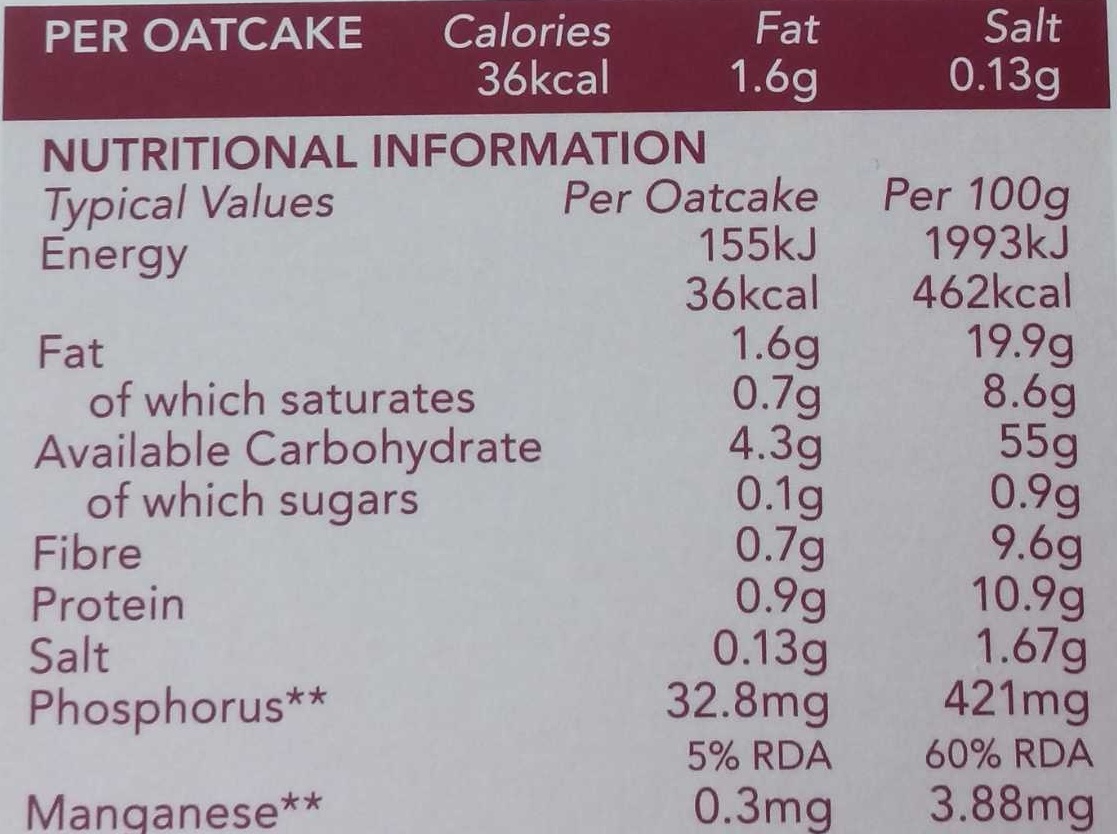 PER OATCAKE Calories Fat Salt
36kcal 1.6g 0.13g
NUTRITIONAL INFORMATION
Typical Values Per Oatcake Per 100g
Energy 155kJ 1993kJ
36kcal 462kcal
Fat 1.6g 19.9g
of which saturates 0.7g 8.6g
Available Carbohydrate 4.3g 55g
of which sugars 0.1g 0.9g
Fibre 0.7g 9.6g
Protein 0.9g 10.9g
Salt 0.13g 1.67g
Phosphorus** 32.8mg 421mg
5% RDA 60% RDA
Manganese** 0.3mg 3.88mg